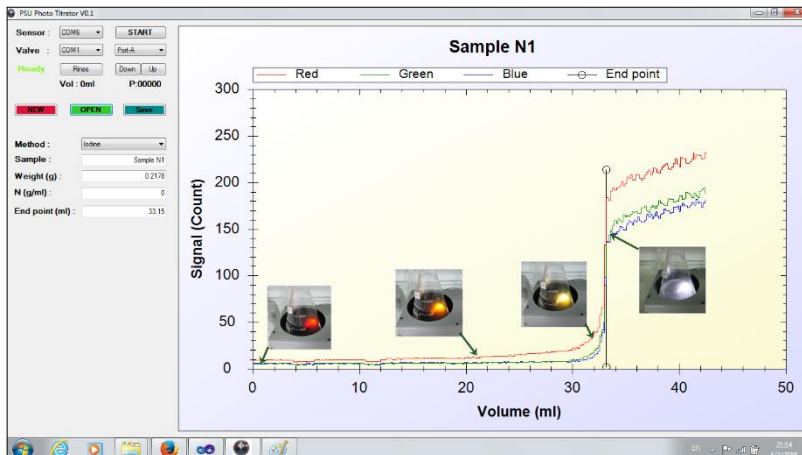 PSU Photo Titrator V0.1
Sensor : COM6 START
Valve : COM1 Port-A
Ready Rines Down Up
Vol : 0ml P:00000
NEW OPEN Save
Method : Iodine
Sample : Sample N1
Weight (g) : 0.2178
N (g/ml) : 0
End point (ml) : 33.15
Sample N1
Red Green Blue End point
300
250
200
150
100
50
0
Signal (Count)
0 10 20 30 40 50
Volume (ml)
EN 21:14